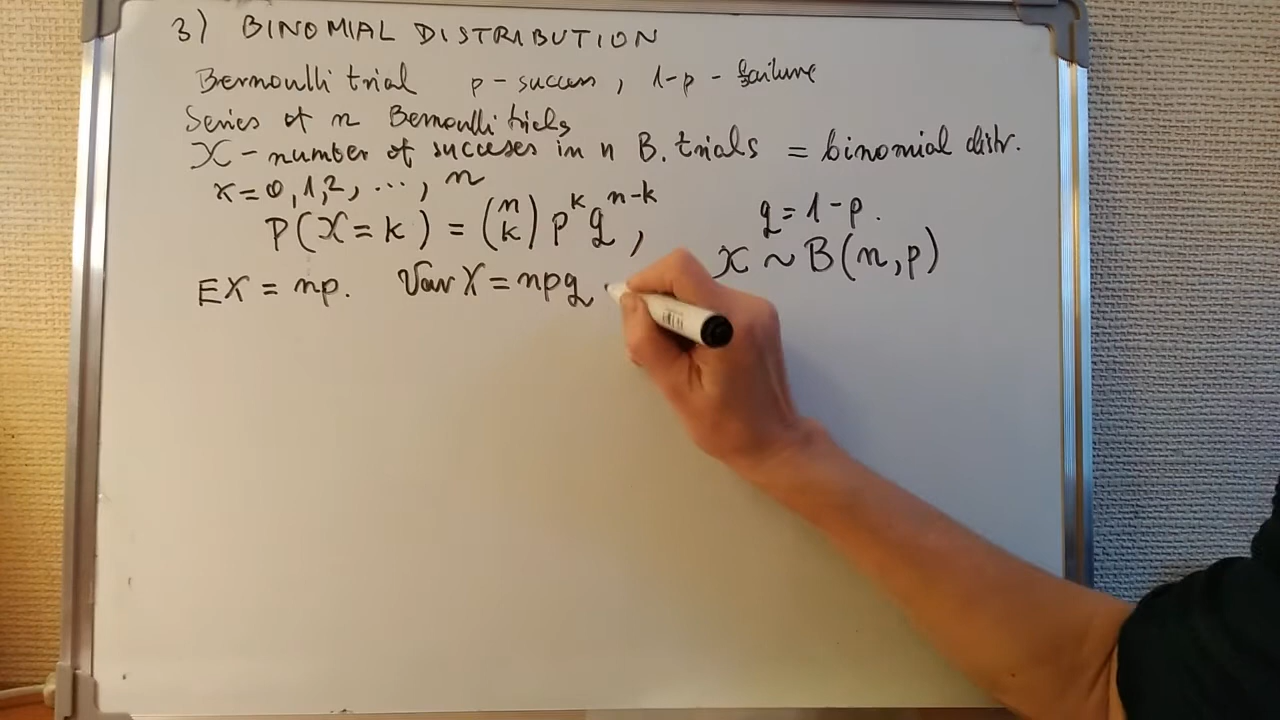 3) BINOMIAL DISTRIBUTION
Bernoulli trial p - success, 1-p - failure
Series of n Bernoulli trials
X - number of succeses in n B. trials = binomial distr.
x = 0, 1, 2, ..., n
P(X = k) = (n k) p^k q^{n-k}, q = 1-p.
X ~ B(n, p)
EX = np. Var X = npq.